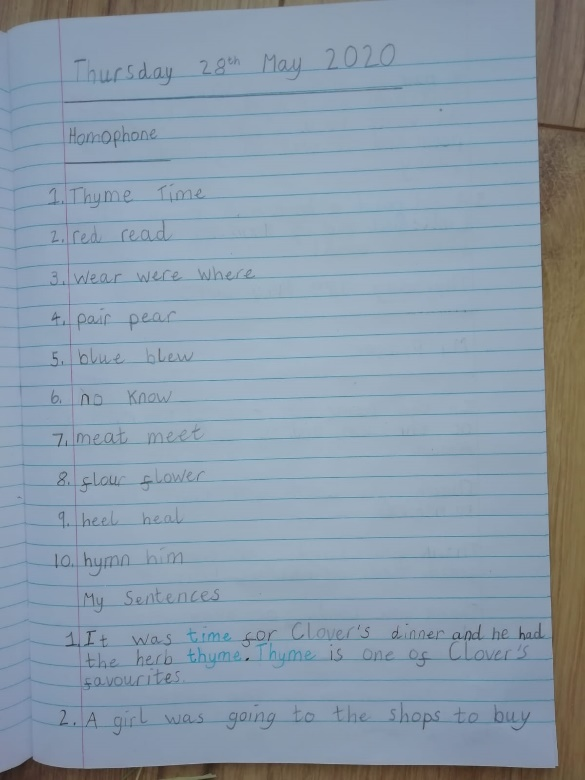 Thursday 28th May 2020
Homophone
1. Thyme Time
2. red read
3. Wear were where
4. pair pear
5. blue blew
6. no know
7. meat meet
8. flour flower
9. heel heal
10. hymn him
My Sentences
1. It was time for Clover's dinner and he had
the herb thyme. Thyme is one of Clover's
favourites.
2. A girl was going to the shops to buy